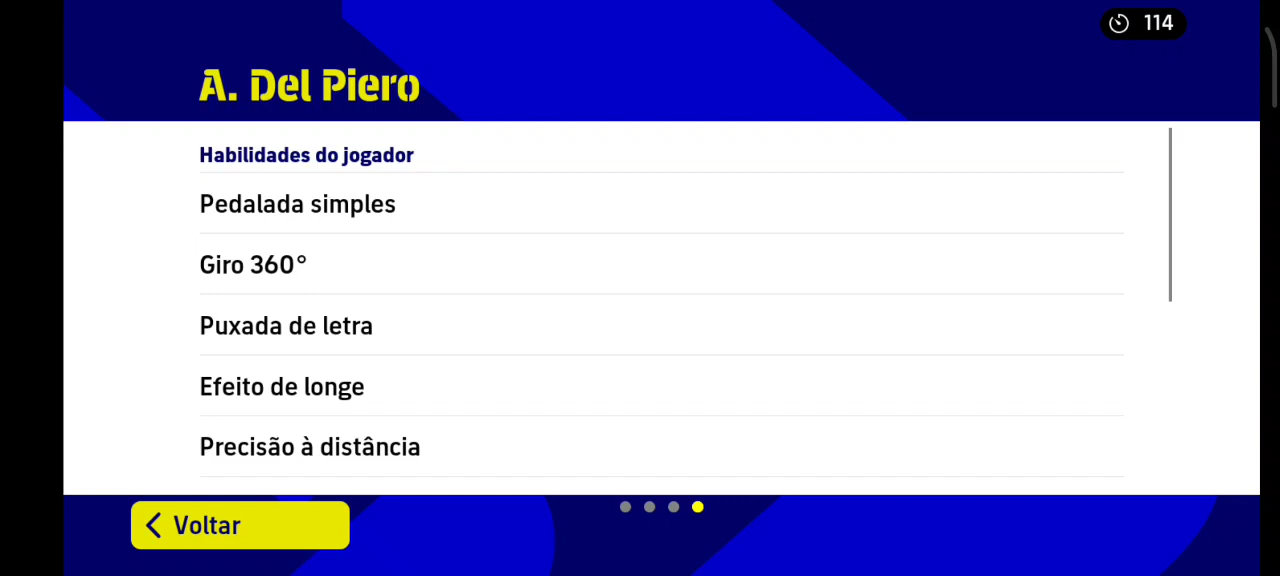 114
A. Del Piero
Habilidades do jogador
Pedalada simples
Giro 360°
Puxada de letra
Efeito de longe
Precisão à distância
Voltar